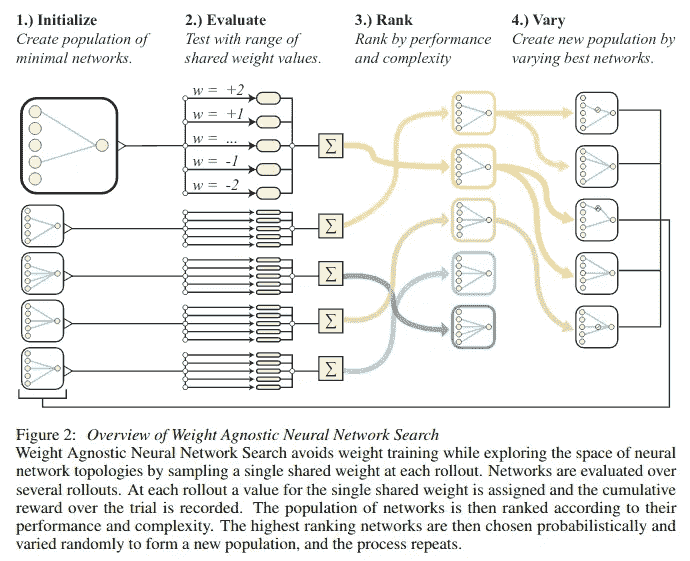 1.) Initialize
Create population of
minimal networks.
2.) Evaluate
Test with range of
shared weight values.
3.) Rank
Rank by performance
and complexity
4.) Vary
Create new population by
varying best networks.
w = +2
w = +1
w = ...
w = -1
w = -2
Σ
Σ
Σ
Σ
Σ
Figure 2: Overview of Weight Agnostic Neural Network Search
Weight Agnostic Neural Network Search avoids weight training while exploring the space of neural
network topologies by sampling a single shared weight at each rollout. Networks are evaluated over
several rollouts. At each rollout a value for the single shared weight is assigned and the cumulative
reward over the trial is recorded. The population of networks is then ranked according to their
performance and complexity. The highest ranking networks are then chosen probabilistically and
varied randomly to form a new population, and the process repeats.